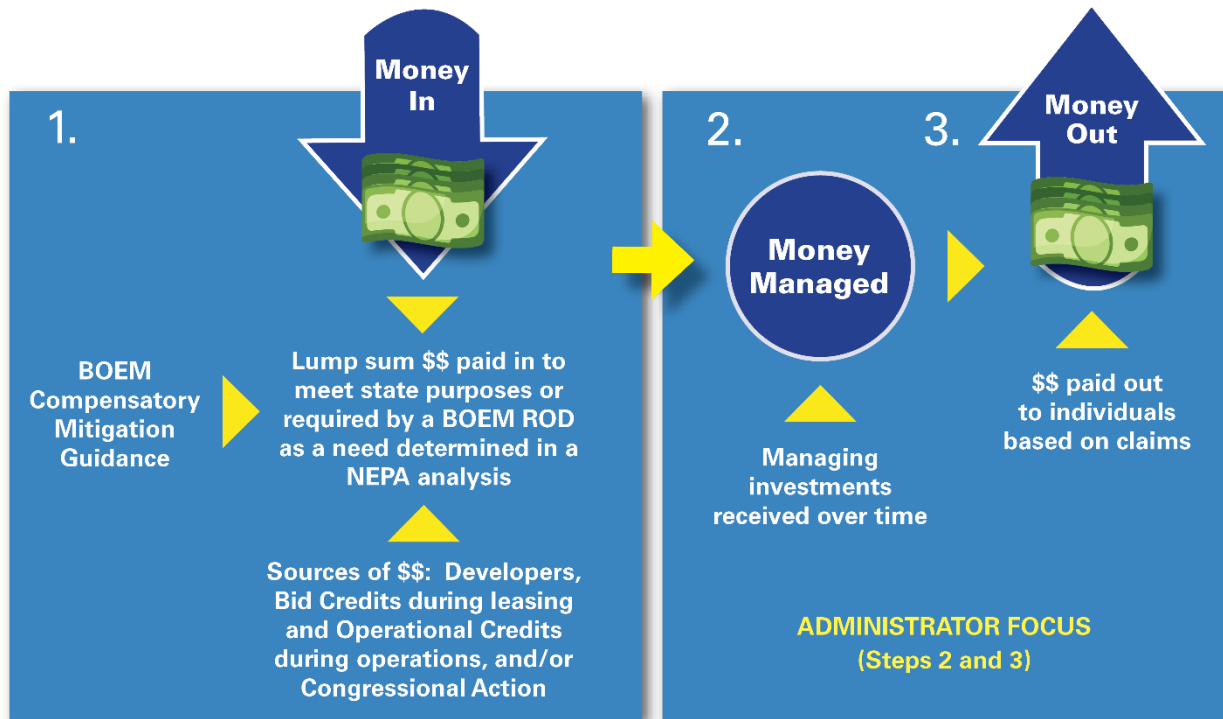 1.
Money
In
BOEM
Compensatory
Mitigation
Guidance
Lump sum $$ paid in to
meet state purposes or
required by a BOEM ROD
as a need determined in a
NEPA analysis
Sources of $$: Developers,
Bid Credits during leasing
and Operational Credits
during operations, and/or
Congressional Action
2.
Money
Managed
Managing
investments
received over time
3.
Money
Out
$$ paid out
to individuals
based on claims
ADMINISTRATOR FOCUS
(Steps 2 and 3)